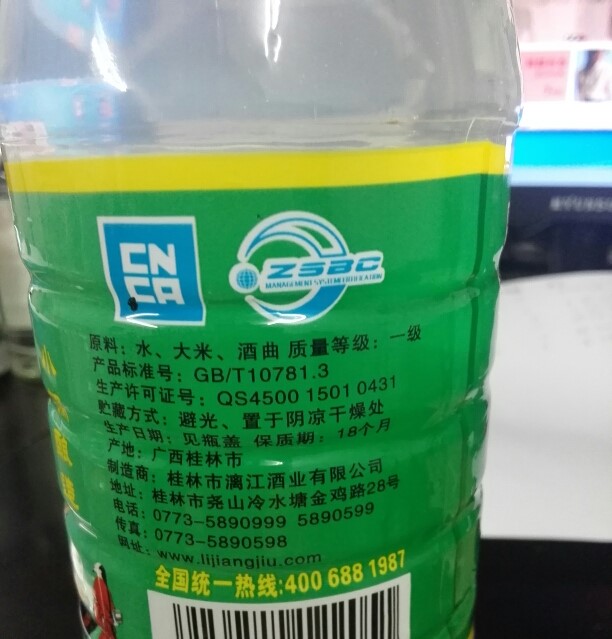 CN
CA
ZSBC
MANAGEMENT SYSTEM CERTIFICATION
原料：水、大米、酒曲 质量等级：一级
产品标准号：GB/T10781.3
生产许可证号：QS4500 1501 0431
贮藏方式：避光、置于阴凉干燥处
生产日期：见瓶盖 保质期：18个月
产地：广西桂林市
制造商：桂林市漓江酒业有限公司
地址：桂林市尧山冷水塘金鸡路28号
电话：0773-5890999 5890599
传真：0773-5890598
网址：www.lijiangjiu.com
全国统一热线:400 688 1987